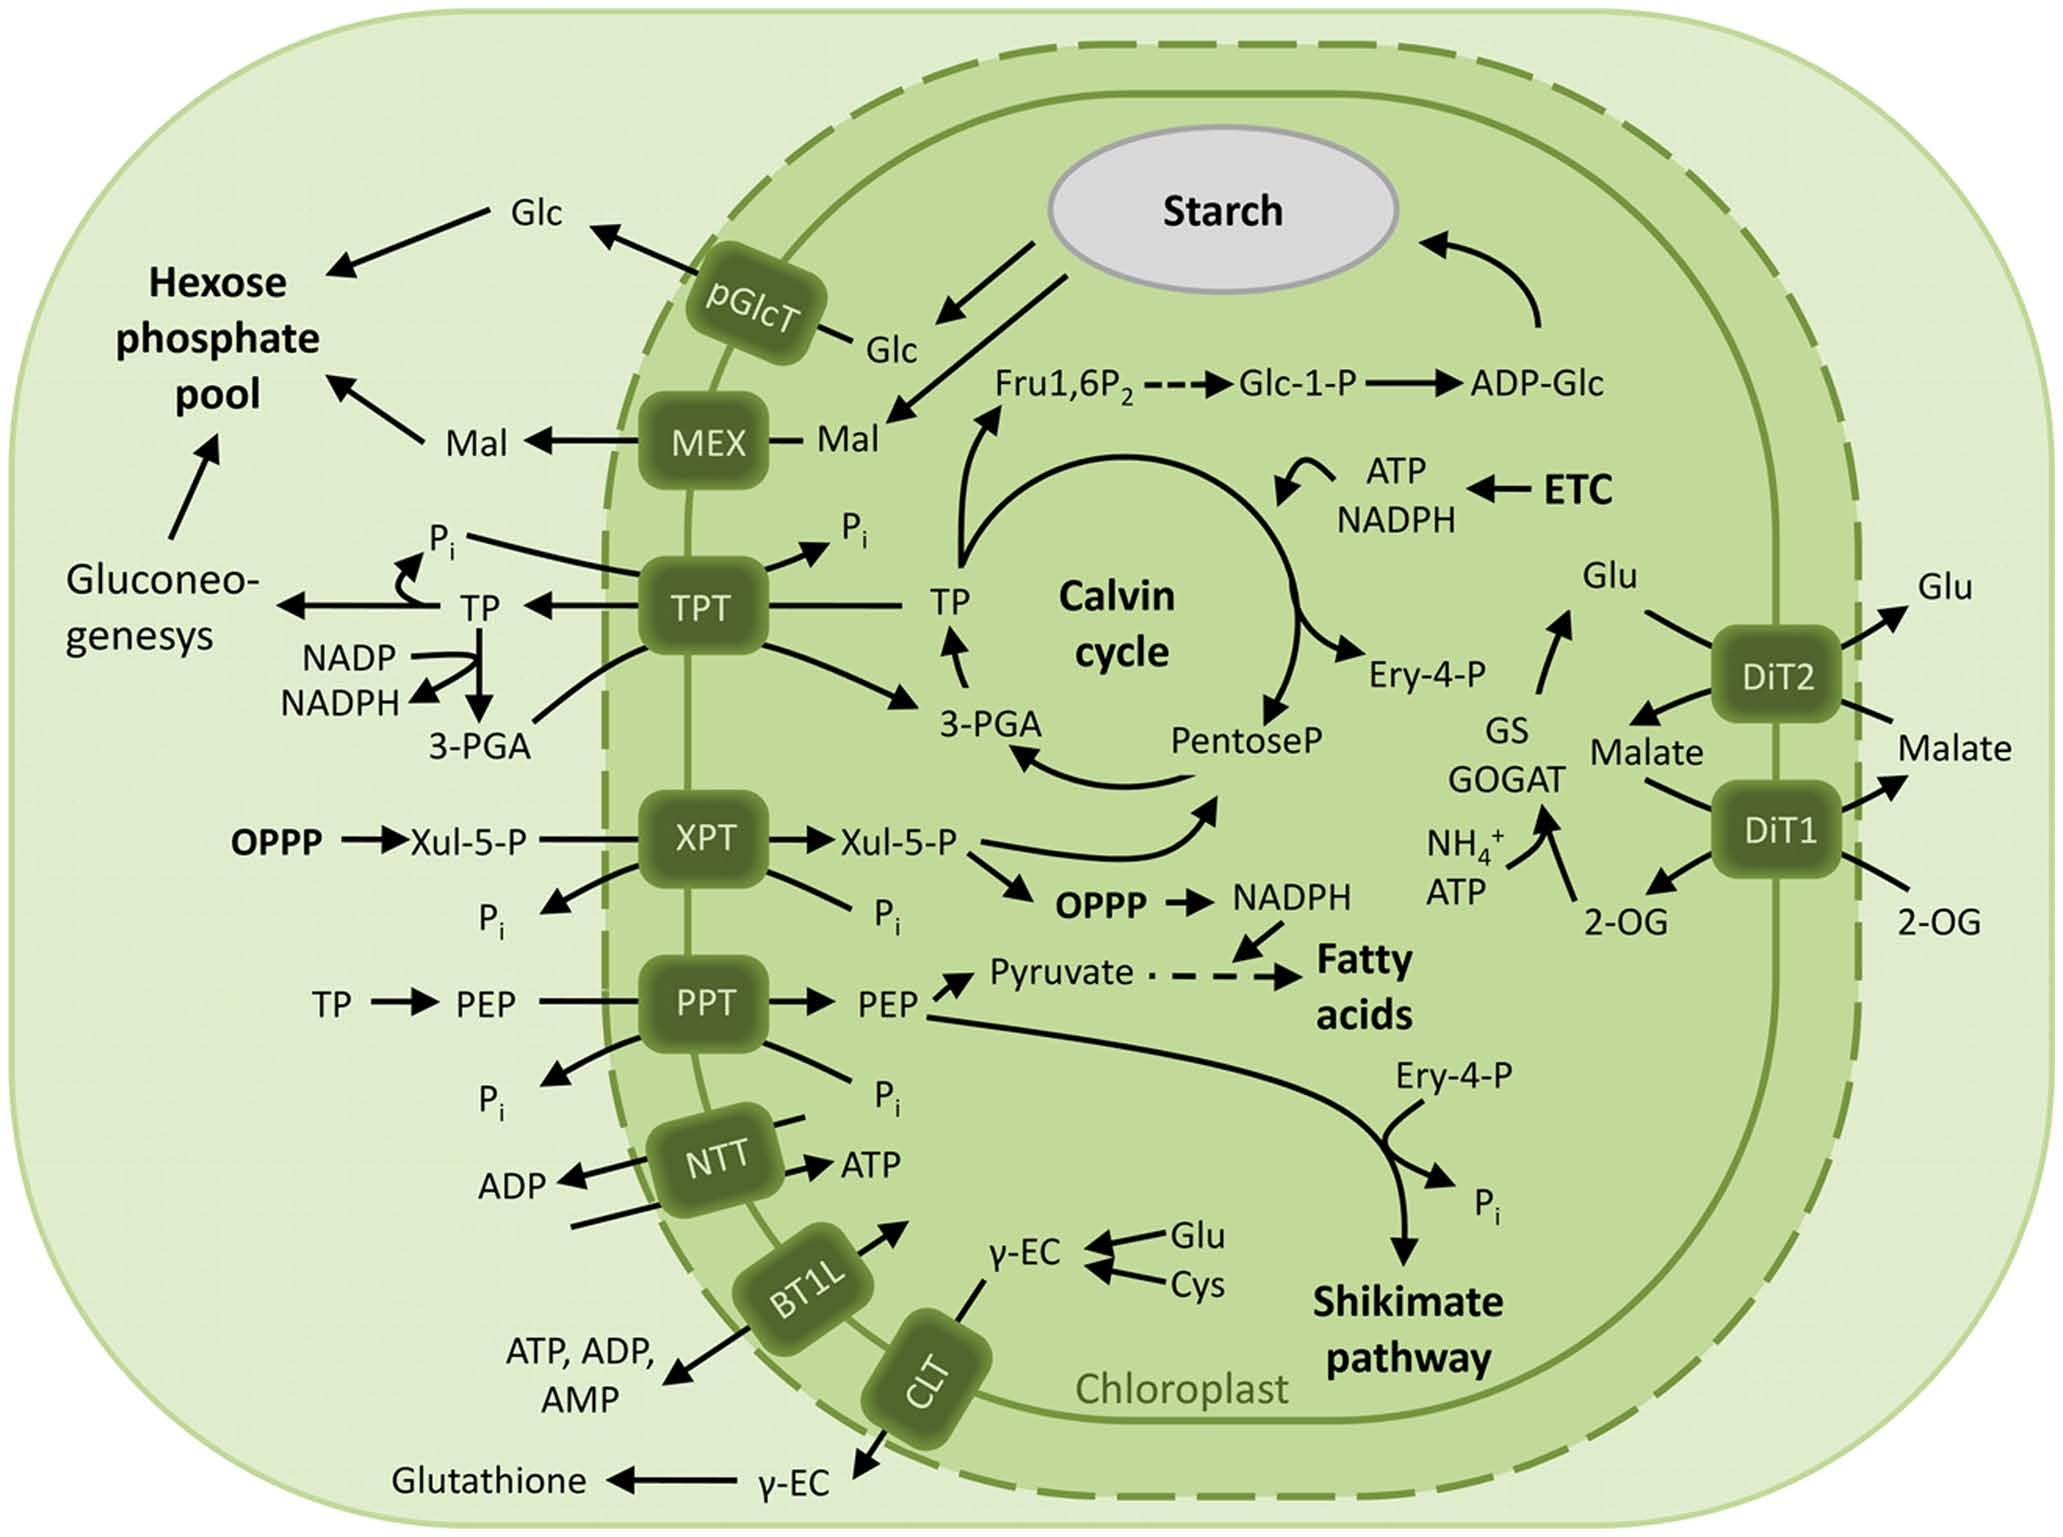 Starch
Glc
Hexose
phosphate
pool
pGlcT
Glc
Fru1,6P2
Glc-1-P
ADP-Glc
Mal
MEX
Mal
ATP
NADPH
ETC
Pi
Pi
Gluconeo-
genesys
TP
TPT
TP
Calvin
cycle
Glu
Glu
NADP
NADPH
3-PGA
3-PGA
PentoseP
Ery-4-P
DiT2
GS
GOGAT
Malate
Malate
OPPP
Xul-5-P
XPT
Xul-5-P
NH4+
ATP
DiT1
Pi
Pi
OPPP
NADPH
2-OG
2-OG
TP
PEP
PPT
PEP
Pyruvate
Fatty
acids
Pi
Pi
Ery-4-P
ADP
NTT
ATP
Pi
BT1L
γ-EC
Glu
Cys
Shikimate
pathway
ATP, ADP,
AMP
CLT
Chloroplast
Glutathione
γ-EC